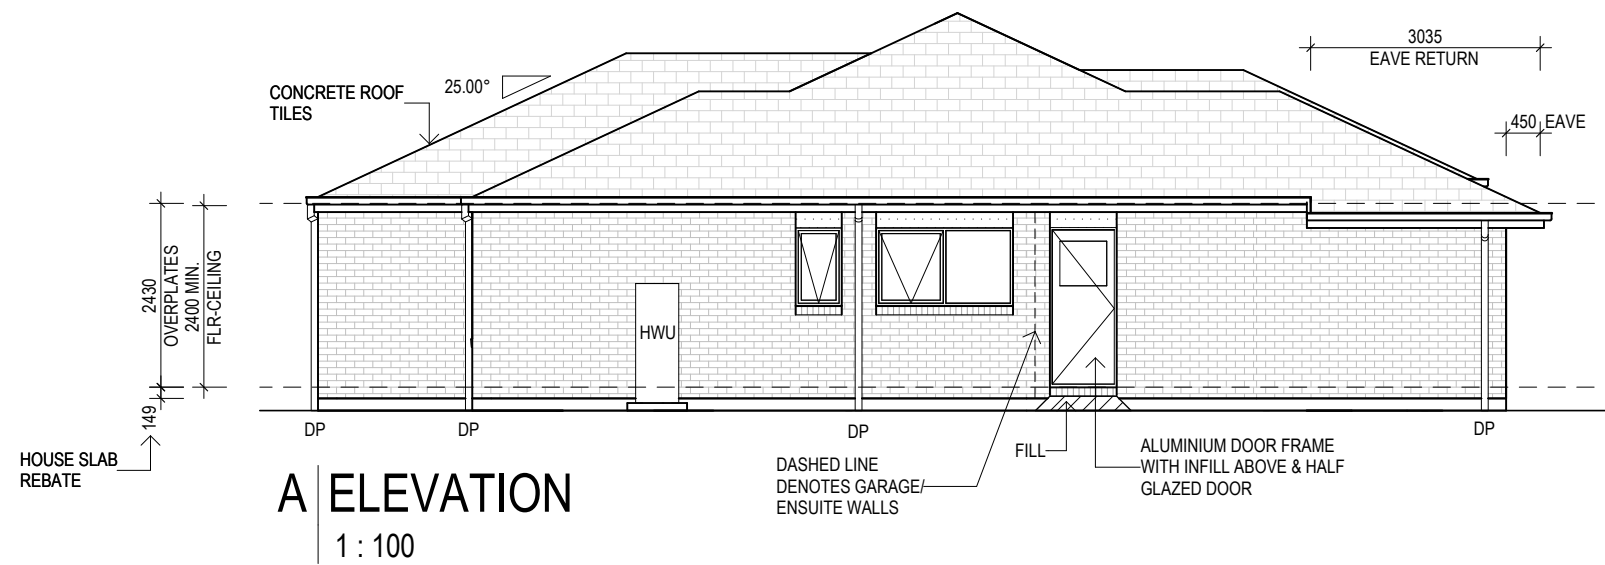 3035
EAVE RETURN
25.00°
CONCRETE ROOF
TILES
450 EAVE
2430
OVERPLATES
2400 MIN.
FLR-CEILING
149
HWU
DP
DP
DP
DP
HOUSE SLAB
REBATE
FILL
DASHED LINE
DENOTES GARAGE/
ENSUITE WALLS
ALUMINIUM DOOR FRAME
WITH INFILL ABOVE & HALF
GLAZED DOOR
A ELEVATION
1 : 100